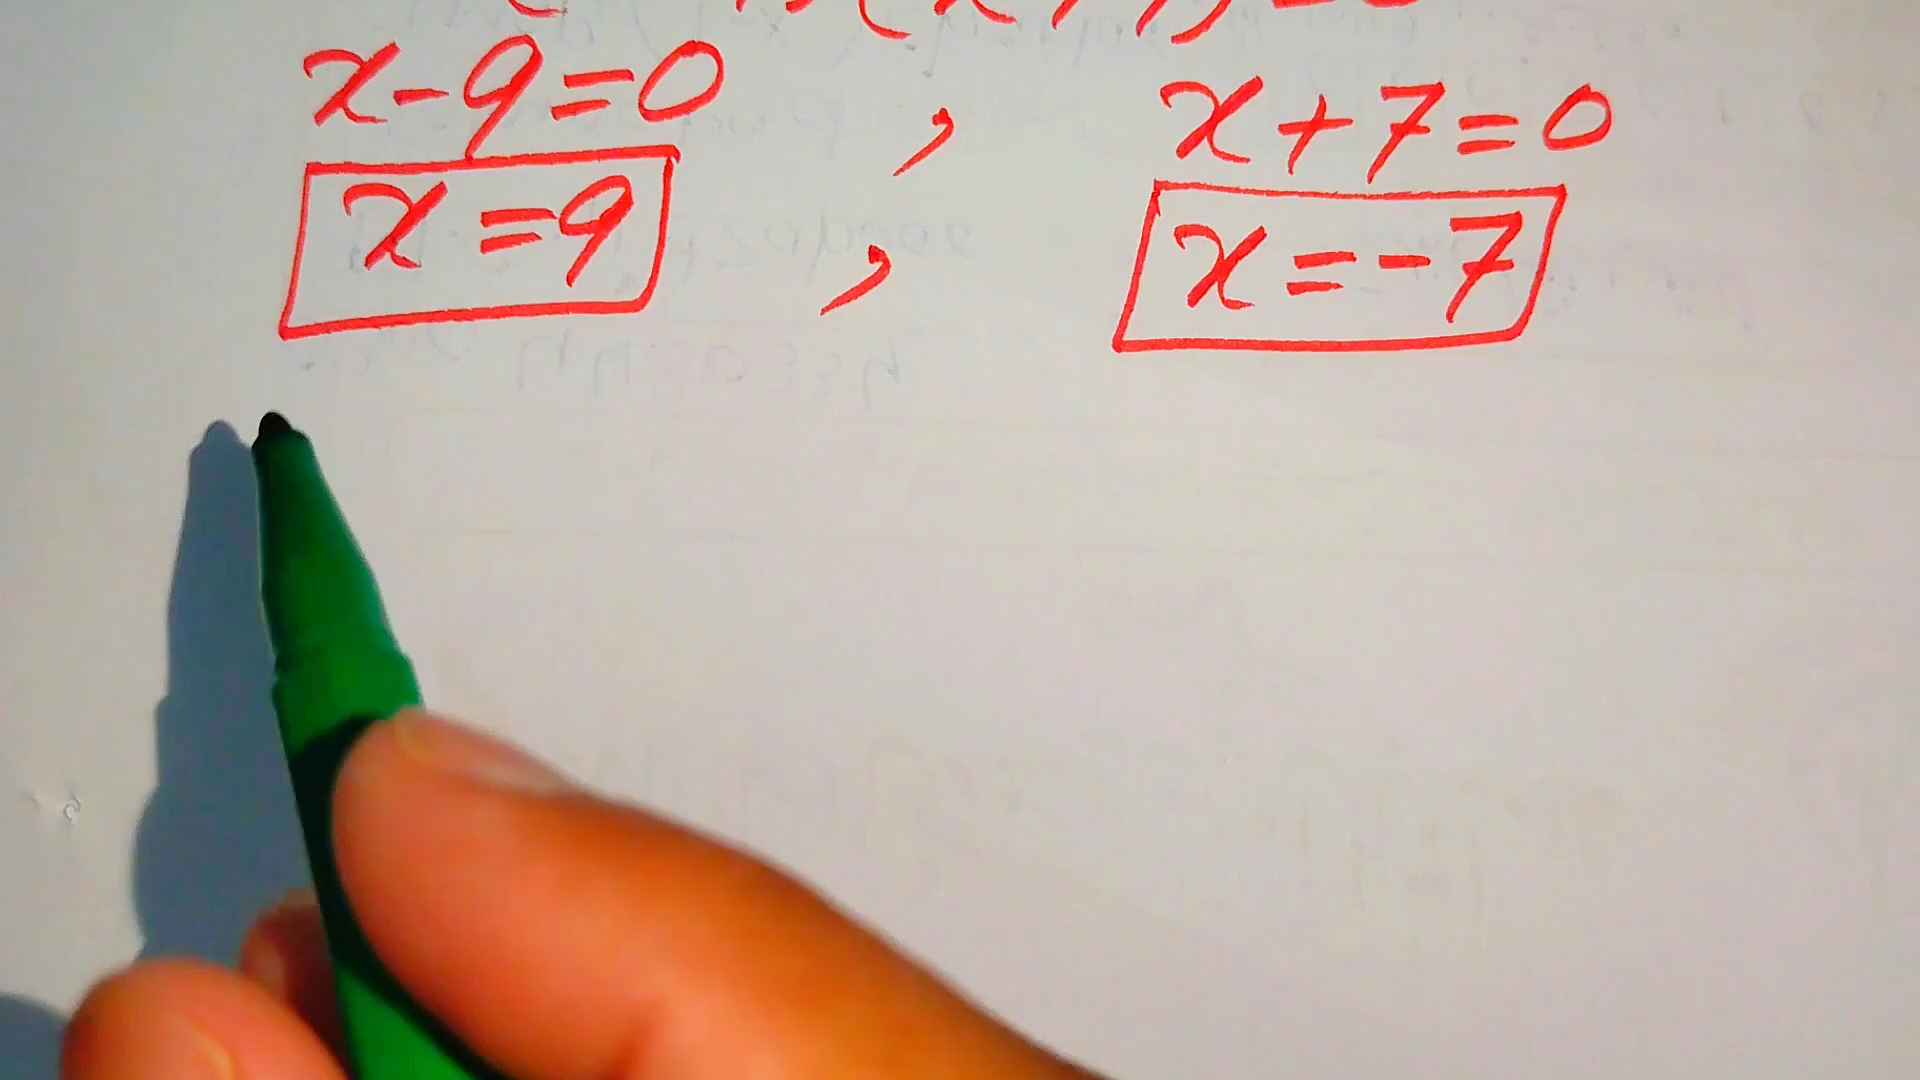 x-9=0 , x+7=0
x=9 , x=-7